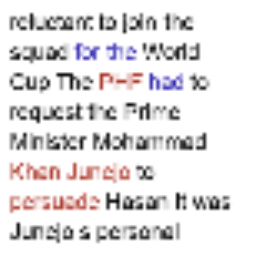 reluctant to join the
squad for the World
Cup The PHF had to
request the Prime
Minister Mohammad
Khan Junejo to
persuade Hasan It was
Junejo s personal